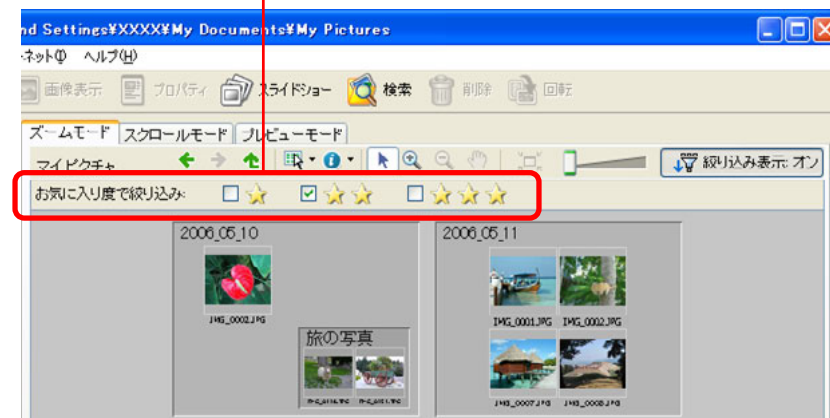 nd Settings¥XXXX¥My Documents¥My Pictures
ネット(I) ヘルプ(H)
画像表示 プロパティ スライドショー 検索 削除 回転
ズームモード スクロールモード プレビューモード
マイピクチャ 絞り込み表示: オン
お気に入り度で絞り込み:
2006_05_10 2006_05_11
IMG_0002.JPG IMG_0001.JPG IMG_0002.JPG
旅の写真
IMG_0007.JPG IMG_0008.JPG